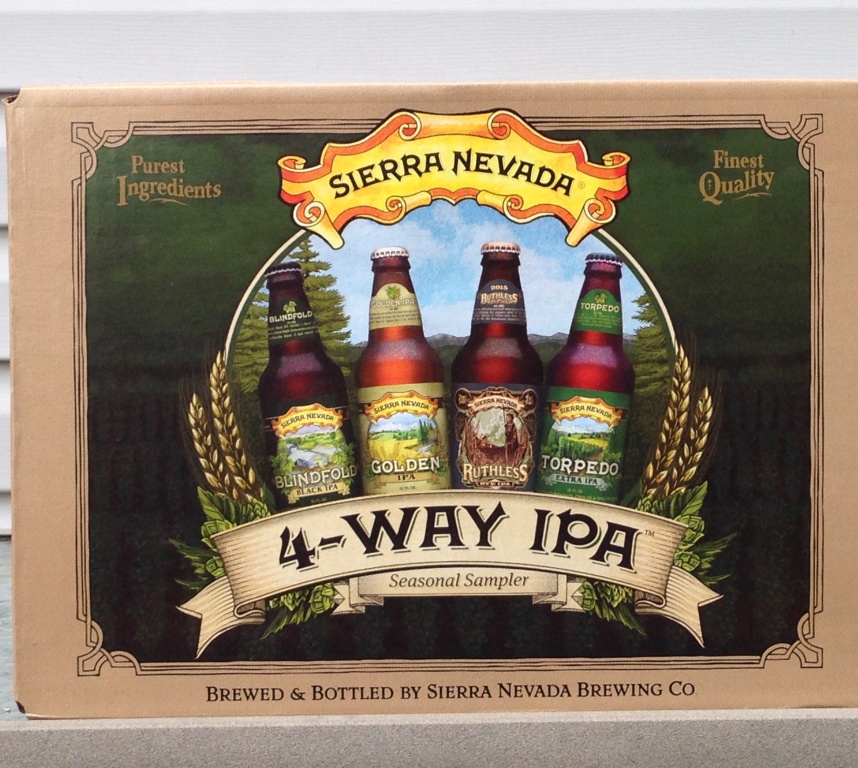 Purest
Ingredients
SIERRA NEVADA®
Finest
Quality
BLINDFOLD
GOLDEN IPA
2015
RUTHLESS
TORPEDO
SIERRA NEVADA
BLINDFOLD
BLACK IPA
SIERRA NEVADA
GOLDEN
IPA
SIERRA NEVADA
RUTHLESS
RYE IPA
SIERRA NEVADA
TORPEDO
EXTRA IPA
4-WAY IPA™
Seasonal Sampler
BREWED & BOTTLED BY SIERRA NEVADA BREWING CO